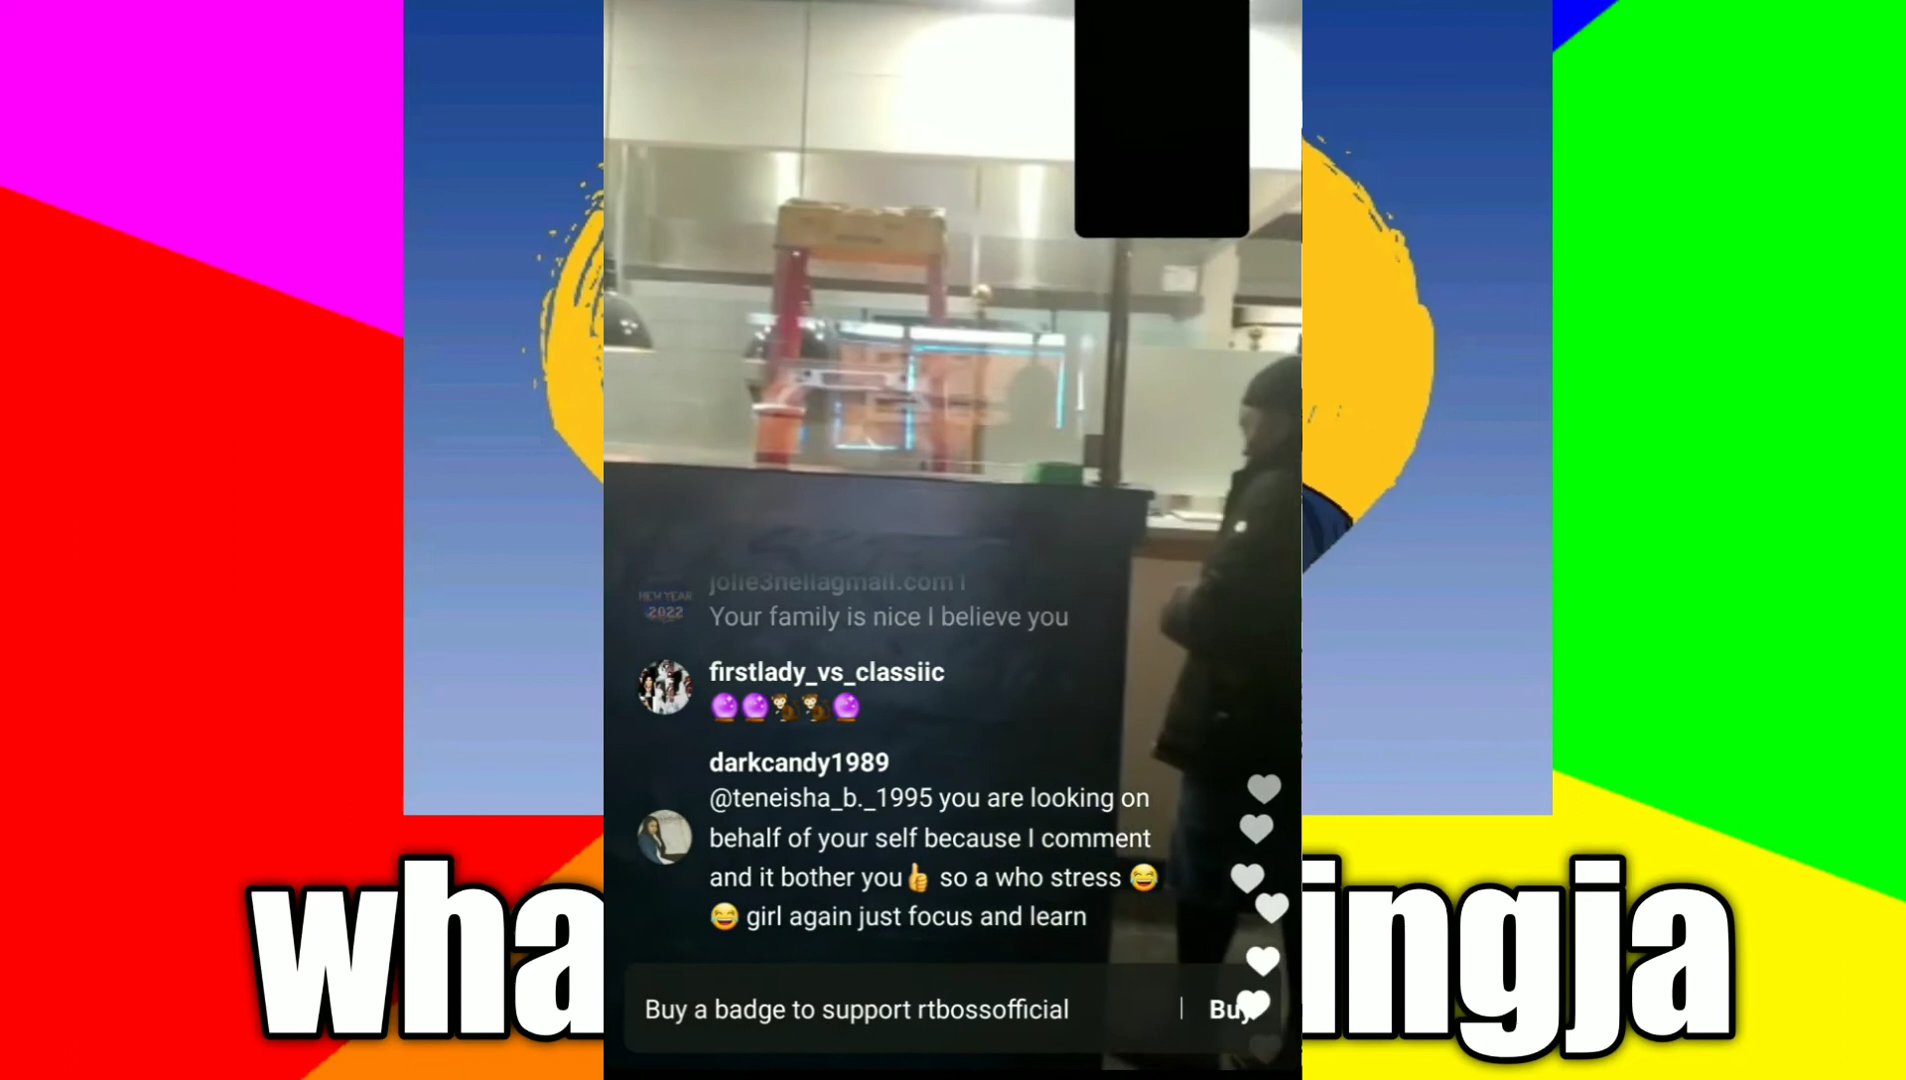 NEW YEAR
2022
jolie3nellagmail.com1
Your family is nice I believe you
firstlady_vs_classiic
darkcandy1989
@teneisha_b._1995 you are looking on
behalf of your self because I comment
and it bother you👍 so a who stress 😂
😂 girl again just focus and learn
Buy a badge to support rtbossofficial | Buy
wha
ingja